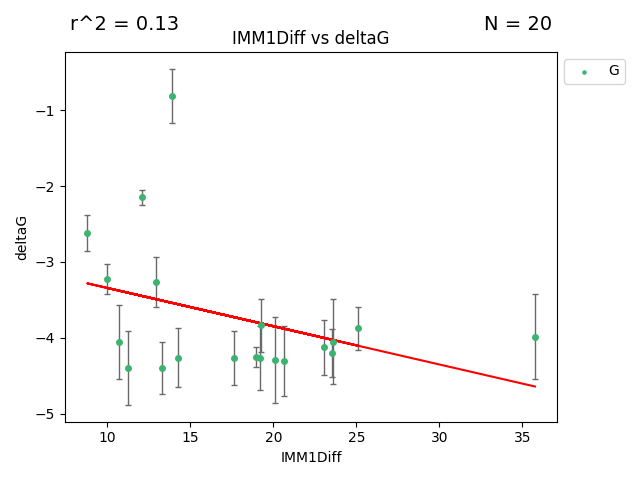 r^2 = 0.13
N = 20
IMM1Diff vs deltaG
G
deltaG
−1
−2
−3
−4
−5
10 15 20 25 30 35
IMM1Diff